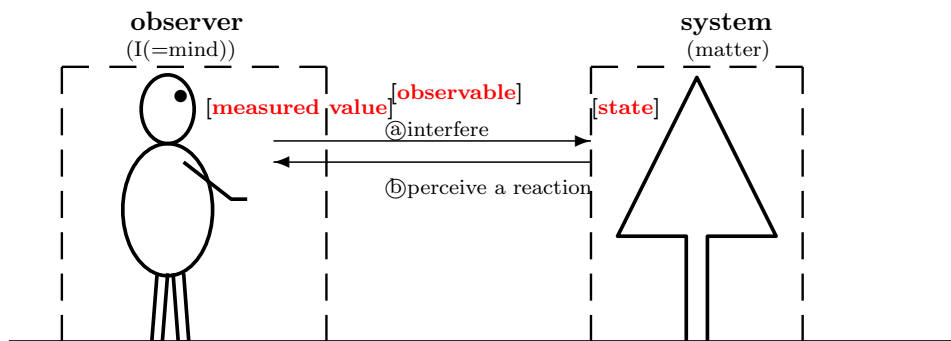 observer
(I(=mind))
system
(matter)
[observable]
[measured value]
[state]
ⓐinterfere
ⓑperceive a reaction